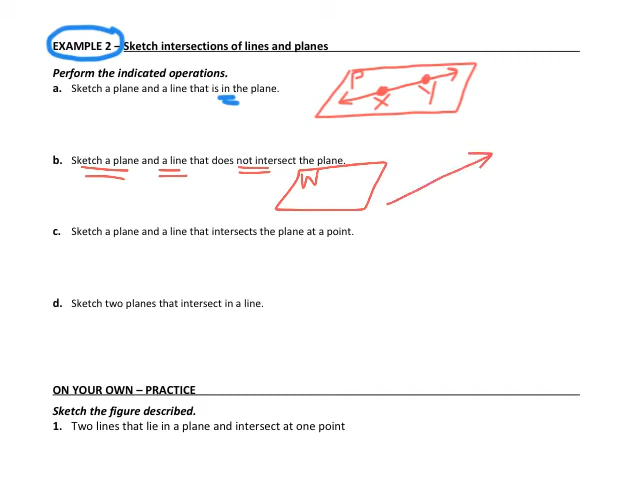 EXAMPLE 2 – Sketch intersections of lines and planes
Perform the indicated operations.
a. Sketch a plane and a line that is in the plane.
P
X
Y
b. Sketch a plane and a line that does not intersect the plane.
W
c. Sketch a plane and a line that intersects the plane at a point.
d. Sketch two planes that intersect in a line.
ON YOUR OWN – PRACTICE
Sketch the figure described.
1. Two lines that lie in a plane and intersect at one point